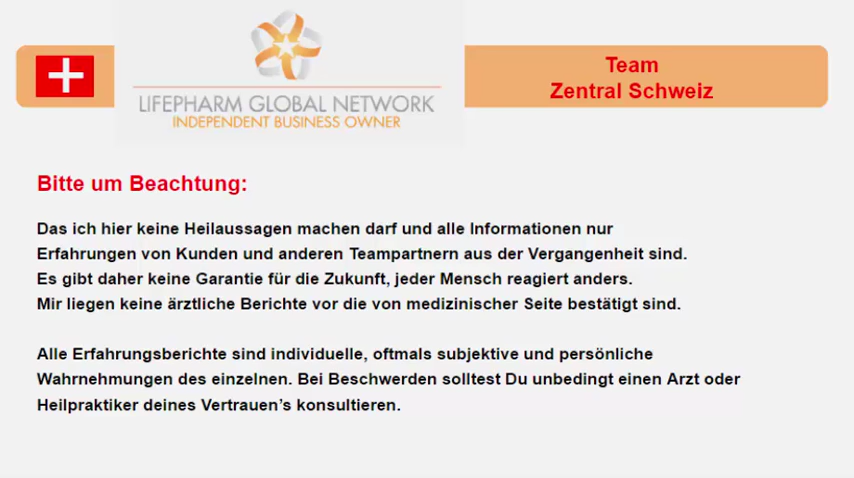 LIFEPHARM GLOBAL NETWORK
INDEPENDENT BUSINESS OWNER
Team
Zentral Schweiz
Bitte um Beachtung:
Das ich hier keine Heilaussagen machen darf und alle Informationen nur
Erfahrungen von Kunden und anderen Teampartnern aus der Vergangenheit sind.
Es gibt daher keine Garantie für die Zukunft, jeder Mensch reagiert anders.
Mir liegen keine ärztliche Berichte vor die von medizinischer Seite bestätigt sind.
Alle Erfahrungsberichte sind individuelle, oftmals subjektive und persönliche
Wahrnehmungen des einzelnen. Bei Beschwerden solltest Du unbedingt einen Arzt oder
Heilpraktiker deines Vertrauen’s konsultieren.